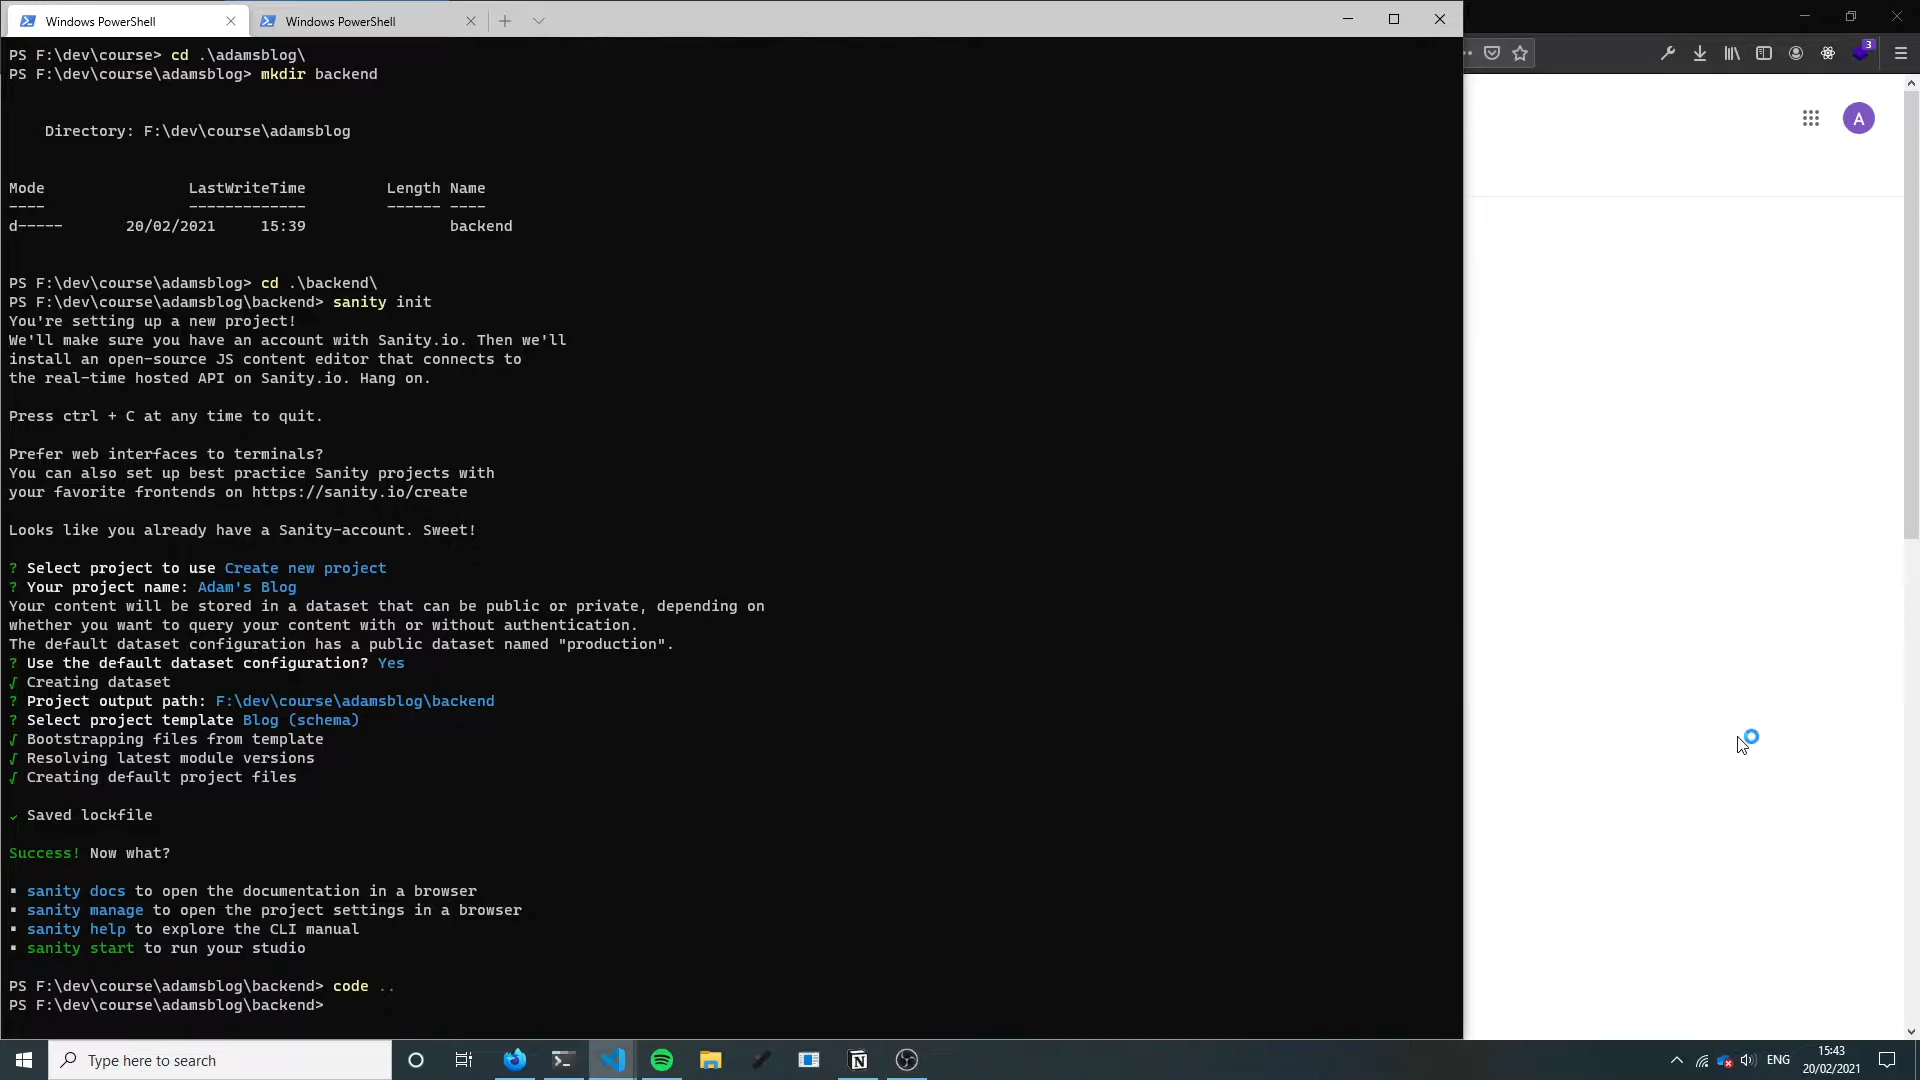 Windows PowerShell
Windows PowerShell
PS F:\dev\course> cd .\adamsblog\
PS F:\dev\course\adamsblog> mkdir backend
Directory: F:\dev\course\adamsblog
Mode LastWriteTime Length Name
---- ------------- ------ ----
d----- 20/02/2021 15:39 backend
PS F:\dev\course\adamsblog> cd .\backend\
PS F:\dev\course\adamsblog\backend> sanity init
You're setting up a new project!
We'll make sure you have an account with Sanity.io. Then we'll
install an open-source JS content editor that connects to
the real-time hosted API on Sanity.io. Hang on.
Press ctrl + C at any time to quit.
Prefer web interfaces to terminals?
You can also set up best practice Sanity projects with
your favorite frontends on https://sanity.io/create
Looks like you already have a Sanity-account. Sweet!
? Select project to use Create new project
? Your project name: Adam's Blog
Your content will be stored in a dataset that can be public or private, depending on
whether you want to query your content with or without authentication.
The default dataset configuration has a public dataset named "production".
? Use the default dataset configuration? Yes
√ Creating dataset
? Project output path: F:\dev\course\adamsblog\backend
? Select project template Blog (schema)
√ Bootstrapping files from template
√ Resolving latest module versions
√ Creating default project files
✓ Saved lockfile
Success! Now what?
▪ sanity docs to open the documentation in a browser
▪ sanity manage to open the project settings in a browser
▪ sanity help to explore the CLI manual
▪ sanity start to run your studio
PS F:\dev\course\adamsblog\backend> code ..
PS F:\dev\course\adamsblog\backend>
3
A
Type here to search
ENG
15:43
20/02/2021